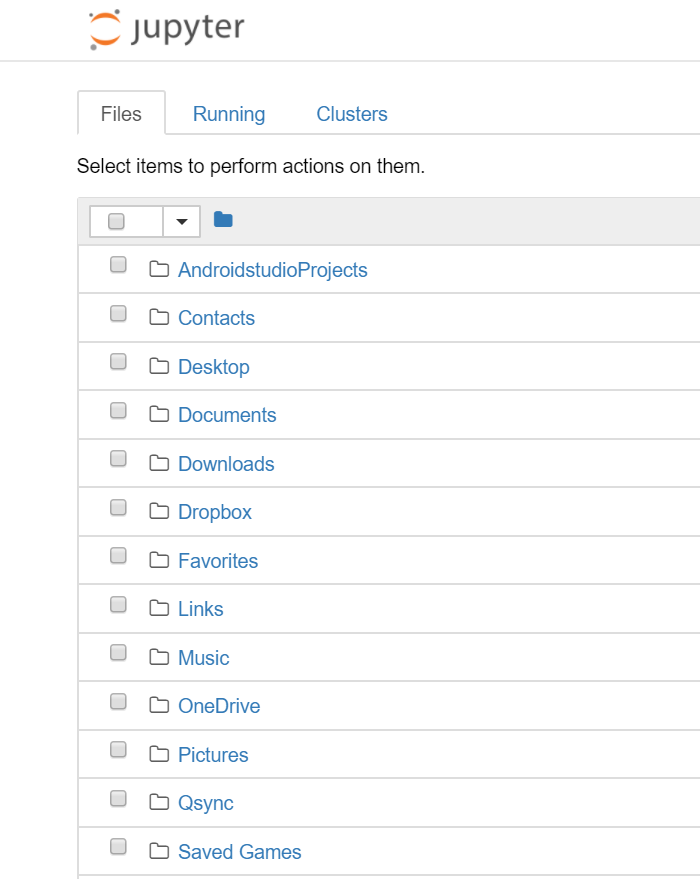 jupyter
Files Running Clusters
Select items to perform actions on them.
AndroidstudioProjects
Contacts
Desktop
Documents
Downloads
Dropbox
Favorites
Links
Music
OneDrive
Pictures
Qsync
Saved Games